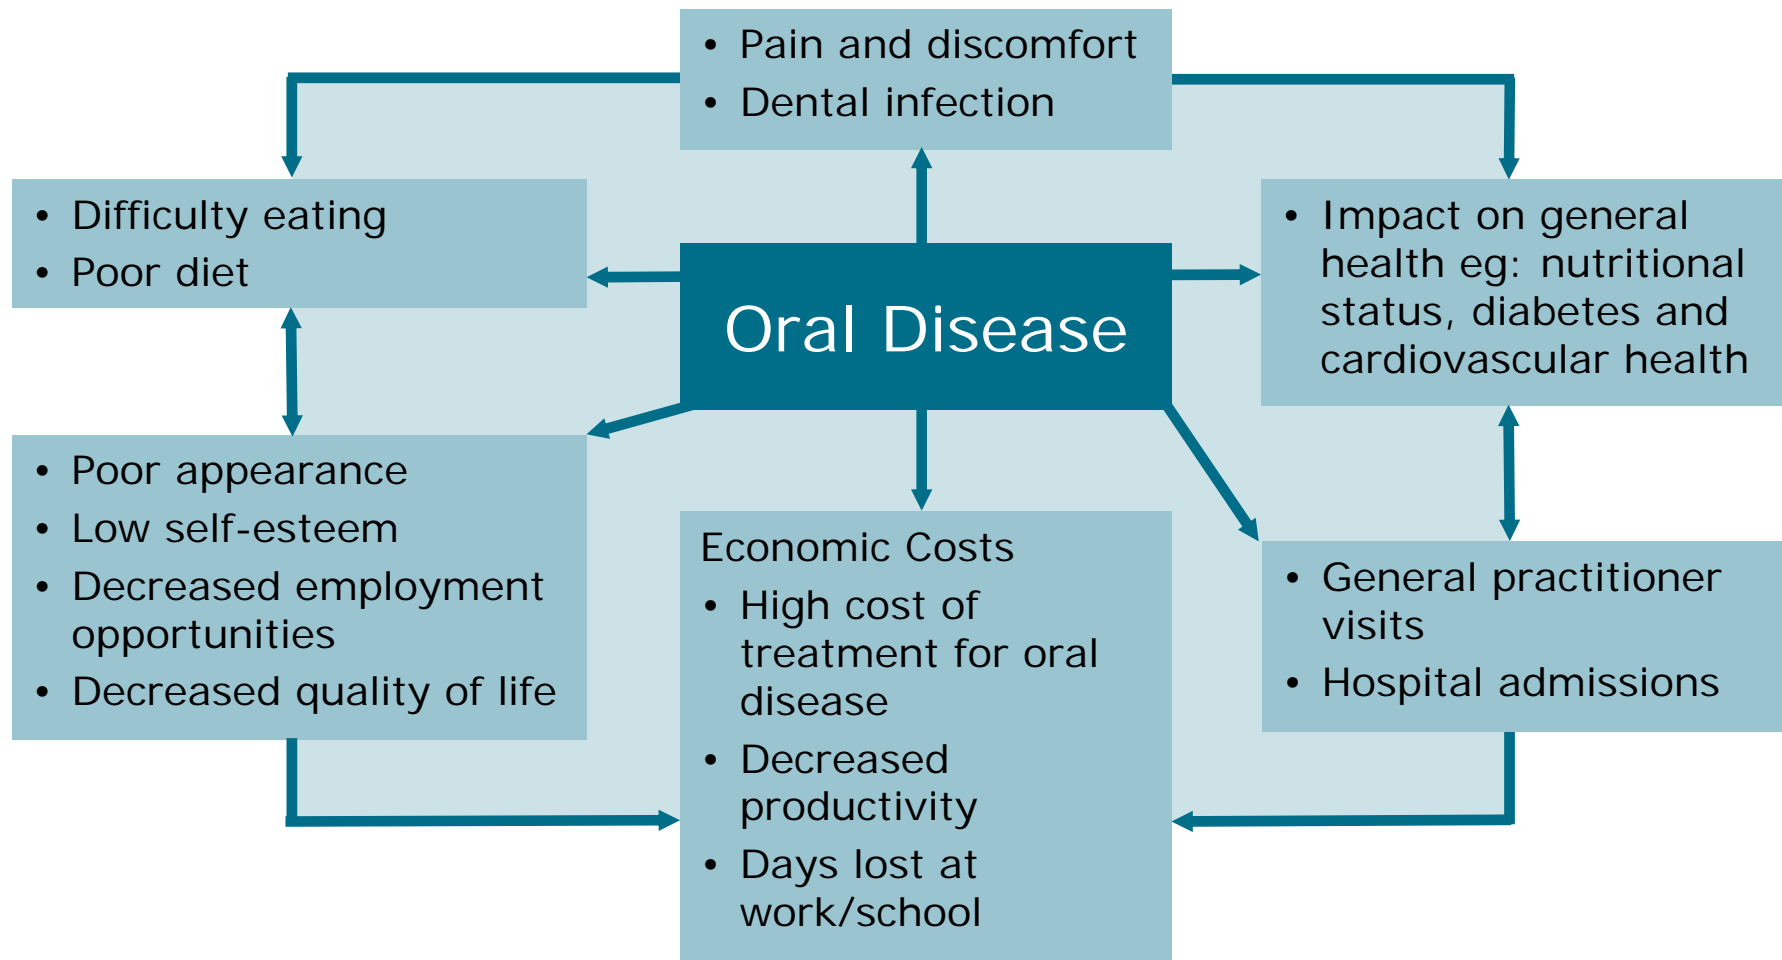 • Pain and discomfort
• Dental infection
• Difficulty eating
• Poor diet
Oral Disease
• Impact on general
health eg: nutritional
status, diabetes and
cardiovascular health
• Poor appearance
• Low self-esteem
• Decreased employment
opportunities
• Decreased quality of life
Economic Costs
• High cost of
treatment for oral
disease
• Decreased
productivity
• Days lost at
work/school
• General practitioner
visits
• Hospital admissions